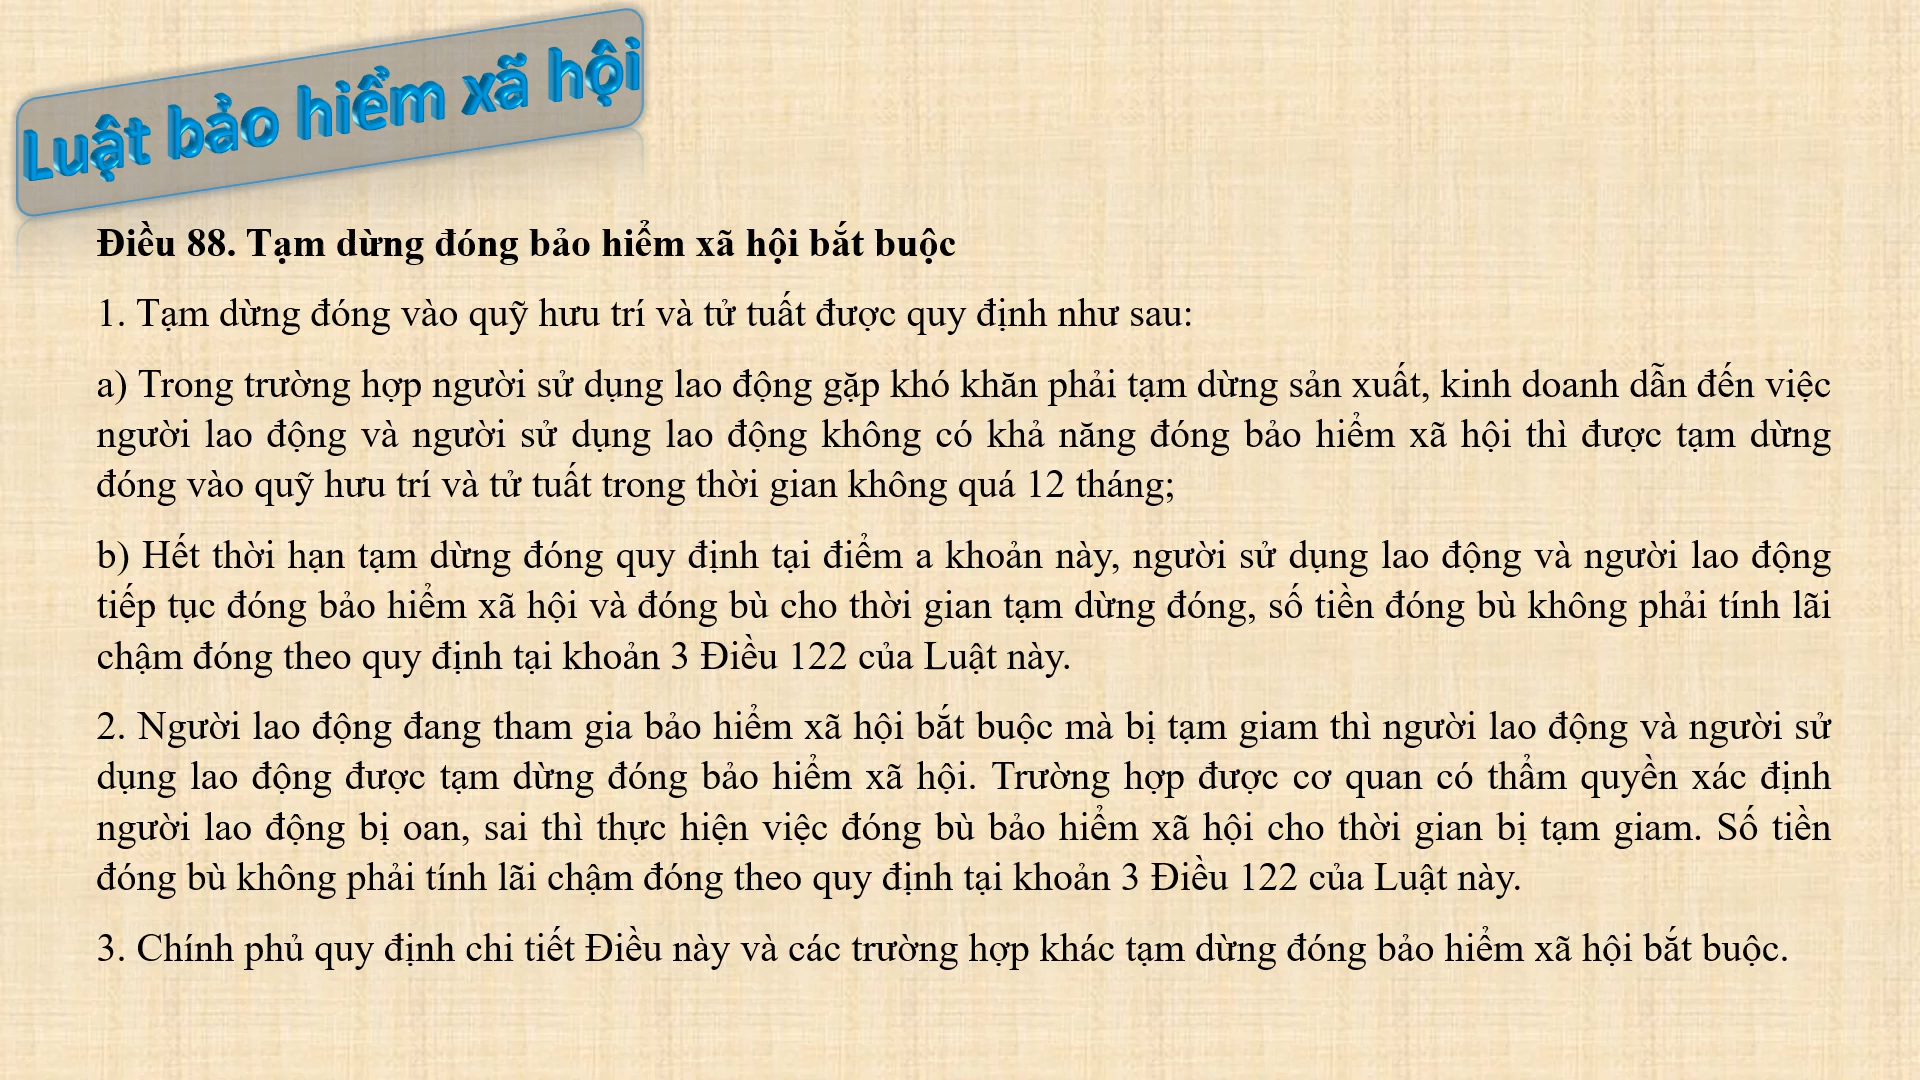 Luật bảo hiểm xã hội
Điều 88. Tạm dừng đóng bảo hiểm xã hội bắt buộc
1. Tạm dừng đóng vào quỹ hưu trí và tử tuất được quy định như sau:
a) Trong trường hợp người sử dụng lao động gặp khó khăn phải tạm dừng sản xuất, kinh doanh dẫn đến việc
người lao động và người sử dụng lao động không có khả năng đóng bảo hiểm xã hội thì được tạm dừng
đóng vào quỹ hưu trí và tử tuất trong thời gian không quá 12 tháng;
b) Hết thời hạn tạm dừng đóng quy định tại điểm a khoản này, người sử dụng lao động và người lao động
tiếp tục đóng bảo hiểm xã hội và đóng bù cho thời gian tạm dừng đóng, số tiền đóng bù không phải tính lãi
chậm đóng theo quy định tại khoản 3 Điều 122 của Luật này.
2. Người lao động đang tham gia bảo hiểm xã hội bắt buộc mà bị tạm giam thì người lao động và người sử
dụng lao động được tạm dừng đóng bảo hiểm xã hội. Trường hợp được cơ quan có thẩm quyền xác định
người lao động bị oan, sai thì thực hiện việc đóng bù bảo hiểm xã hội cho thời gian bị tạm giam. Số tiền
đóng bù không phải tính lãi chậm đóng theo quy định tại khoản 3 Điều 122 của Luật này.
3. Chính phủ quy định chi tiết Điều này và các trường hợp khác tạm dừng đóng bảo hiểm xã hội bắt buộc.